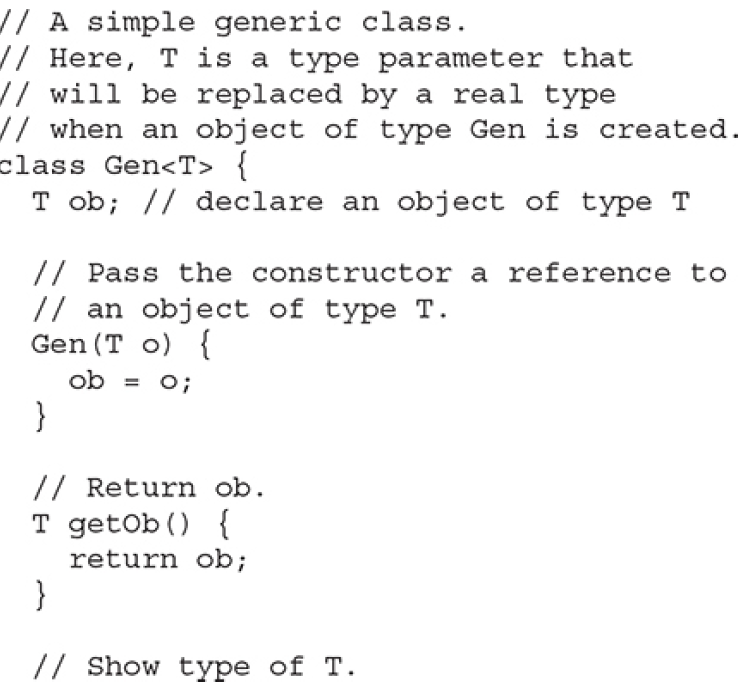 // A simple generic class.
// Here, T is a type parameter that
// will be replaced by a real type
// when an object of type Gen is created.
class Gen<T> {
  T ob; // declare an object of type T

  // Pass the constructor a reference to
  // an object of type T.
  Gen(T o) {
    ob = o;
  }

  // Return ob.
  T getOb() {
    return ob;
  }

  // Show type of T.